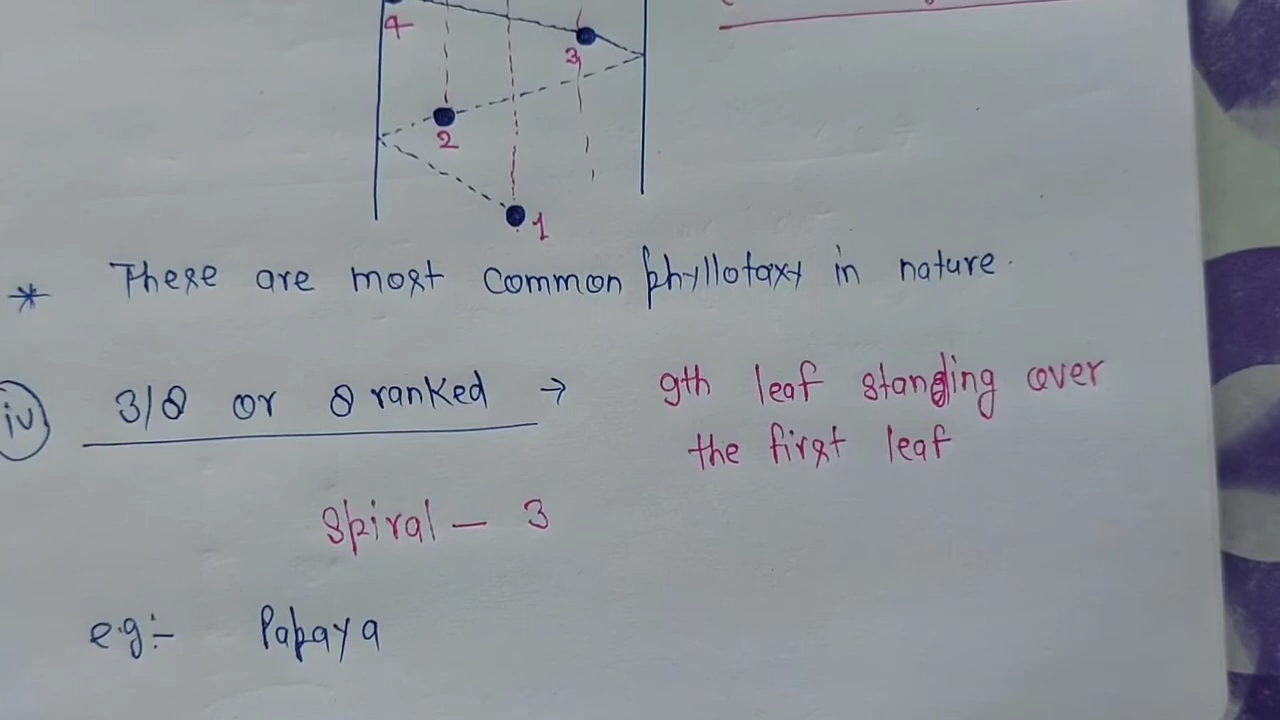 4
3
2
1
* These are most common phyllotaxy in nature.
iv 3/8 or 8 ranked → 9th leaf standing over
the first leaf
Spiral — 3
e.g:- Papaya